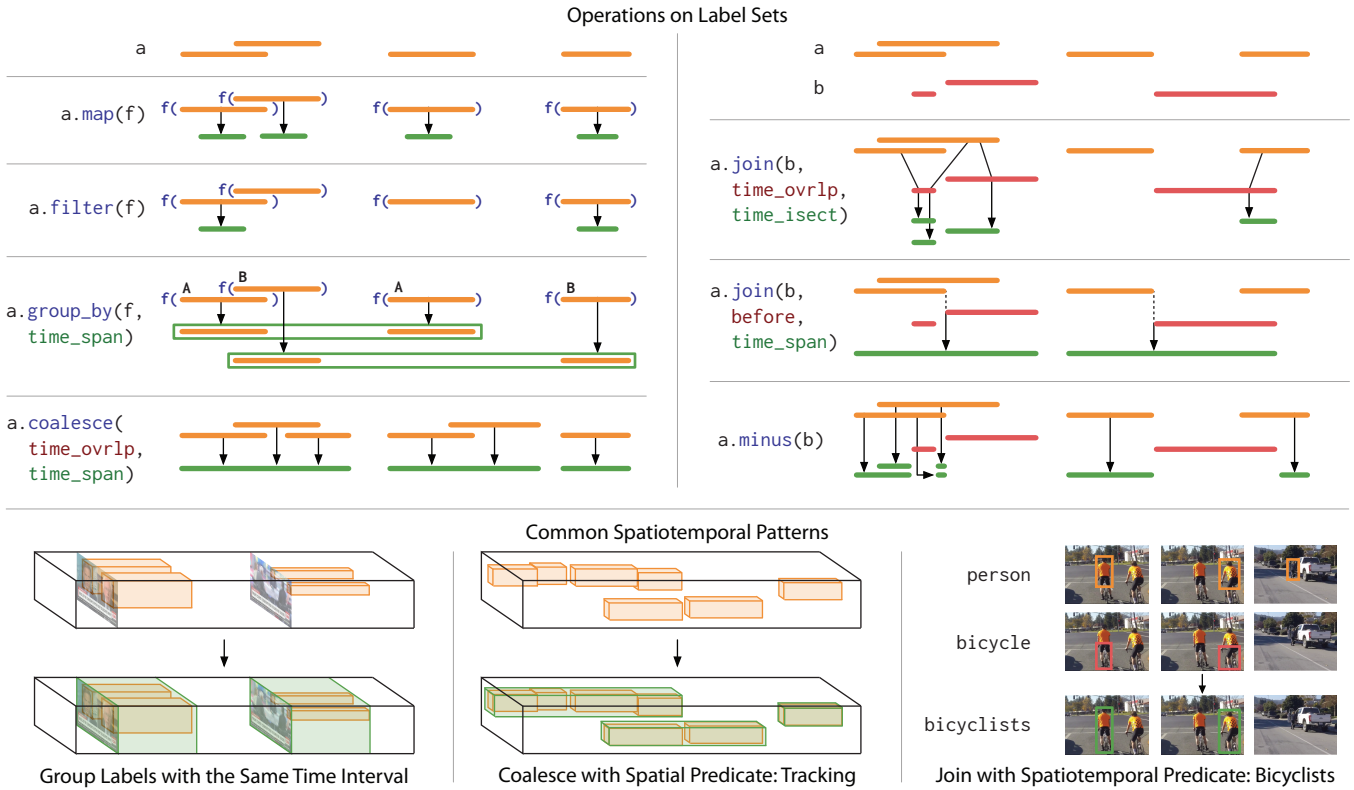 Operations on Label Sets
a
f( )
f( )
f( )
f( )
a.map(f)
f( )
f( )
f( )
f( )
a.filter(f)
A
B
A
B
f( )
f( )
f( )
f( )
a.group_by(f,
time_span)
a.coalesce(
time_ovrlp,
time_span)
a
b
a.join(b,
time_ovrlp,
time_isect)
a.join(b,
before,
time_span)
a.minus(b)
Common Spatiotemporal Patterns
Group Labels with the Same Time Interval
Coalesce with Spatial Predicate: Tracking
person
bicycle
bicyclists
Join with Spatiotemporal Predicate: Bicyclists